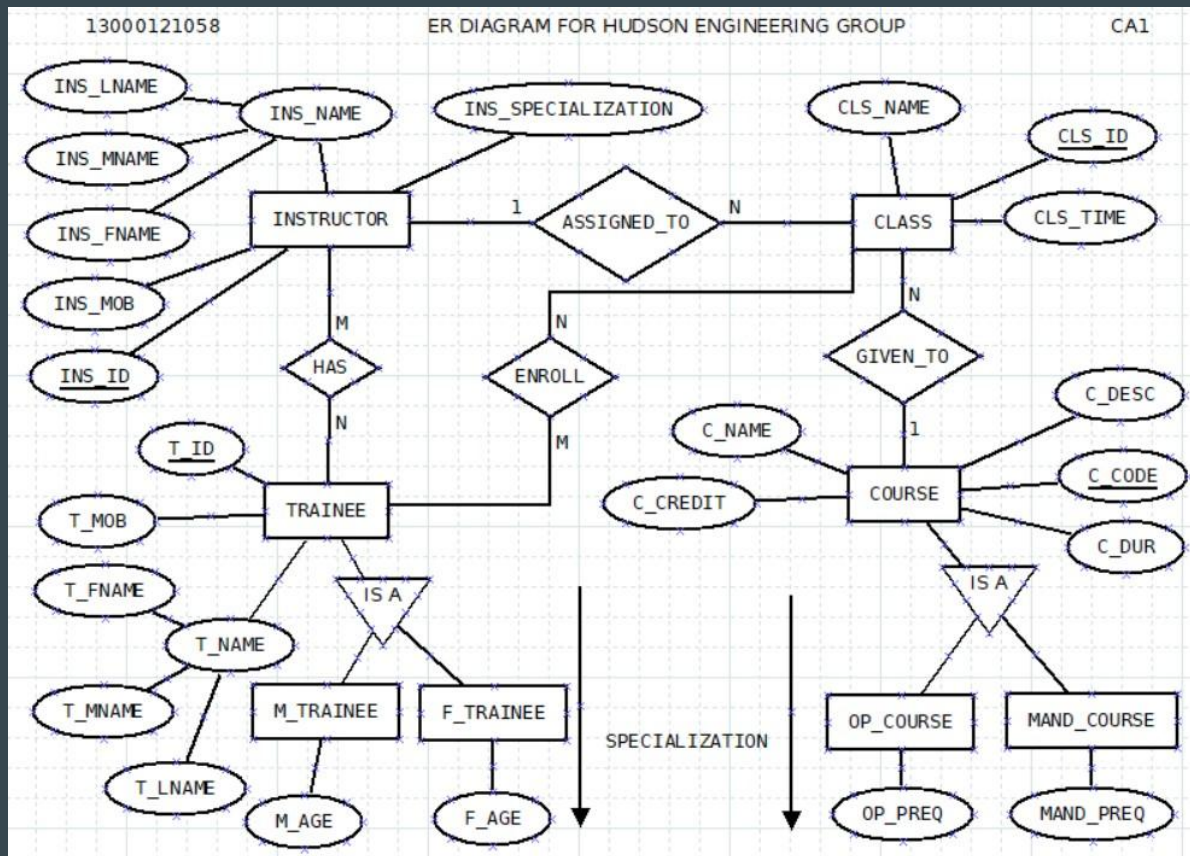 13000121058 ER DIAGRAM FOR HUDSON ENGINEERING GROUP CA1
INS_LNAME
INS_NAME
INS_SPECIALIZATION
CLS_NAME
CLS_ID
INS_MNAME
INS_FNAME
INSTRUCTOR
1
ASSIGNED_TO
N
CLASS
CLS_TIME
INS_MOB
M
N
N
INS_ID
HAS
ENROLL
GIVEN_TO
C_DESC
N
M
1
C_NAME
T_ID
C_CODE
C_CREDIT
COURSE
T_MOB
TRAINEE
C_DUR
T_FNAME
IS A
IS A
T_NAME
T_MNAME
M_TRAINEE
F_TRAINEE
OP_COURSE
MAND_COURSE
SPECIALIZATION
T_LNAME
M_AGE
F_AGE
OP_PREQ
MAND_PREQ